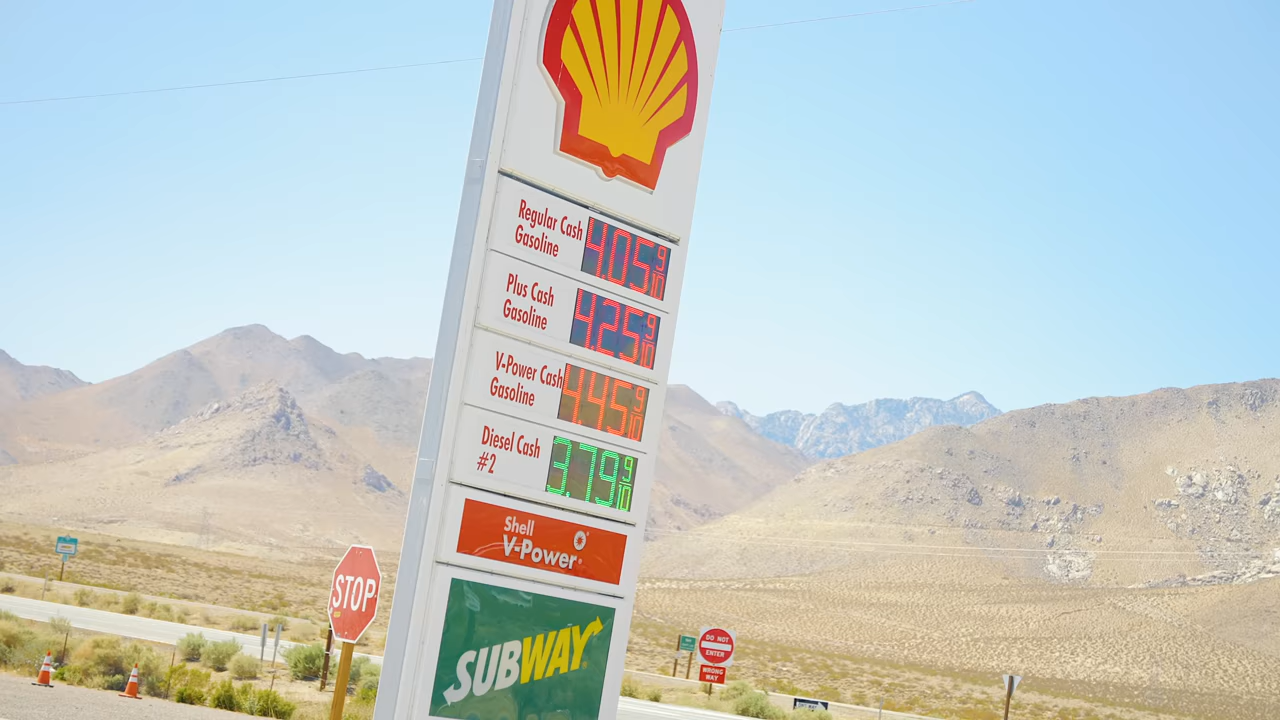 Regular Cash
Gasoline
4.05 9/10
Plus Cash
Gasoline
4.25 9/10
V-Power Cash
Gasoline
4.45 9/10
Diesel Cash
#2
3.79 9/10
Shell
V-Power
SUBWAY
STOP
DO NOT
ENTER
WRONG
WAY